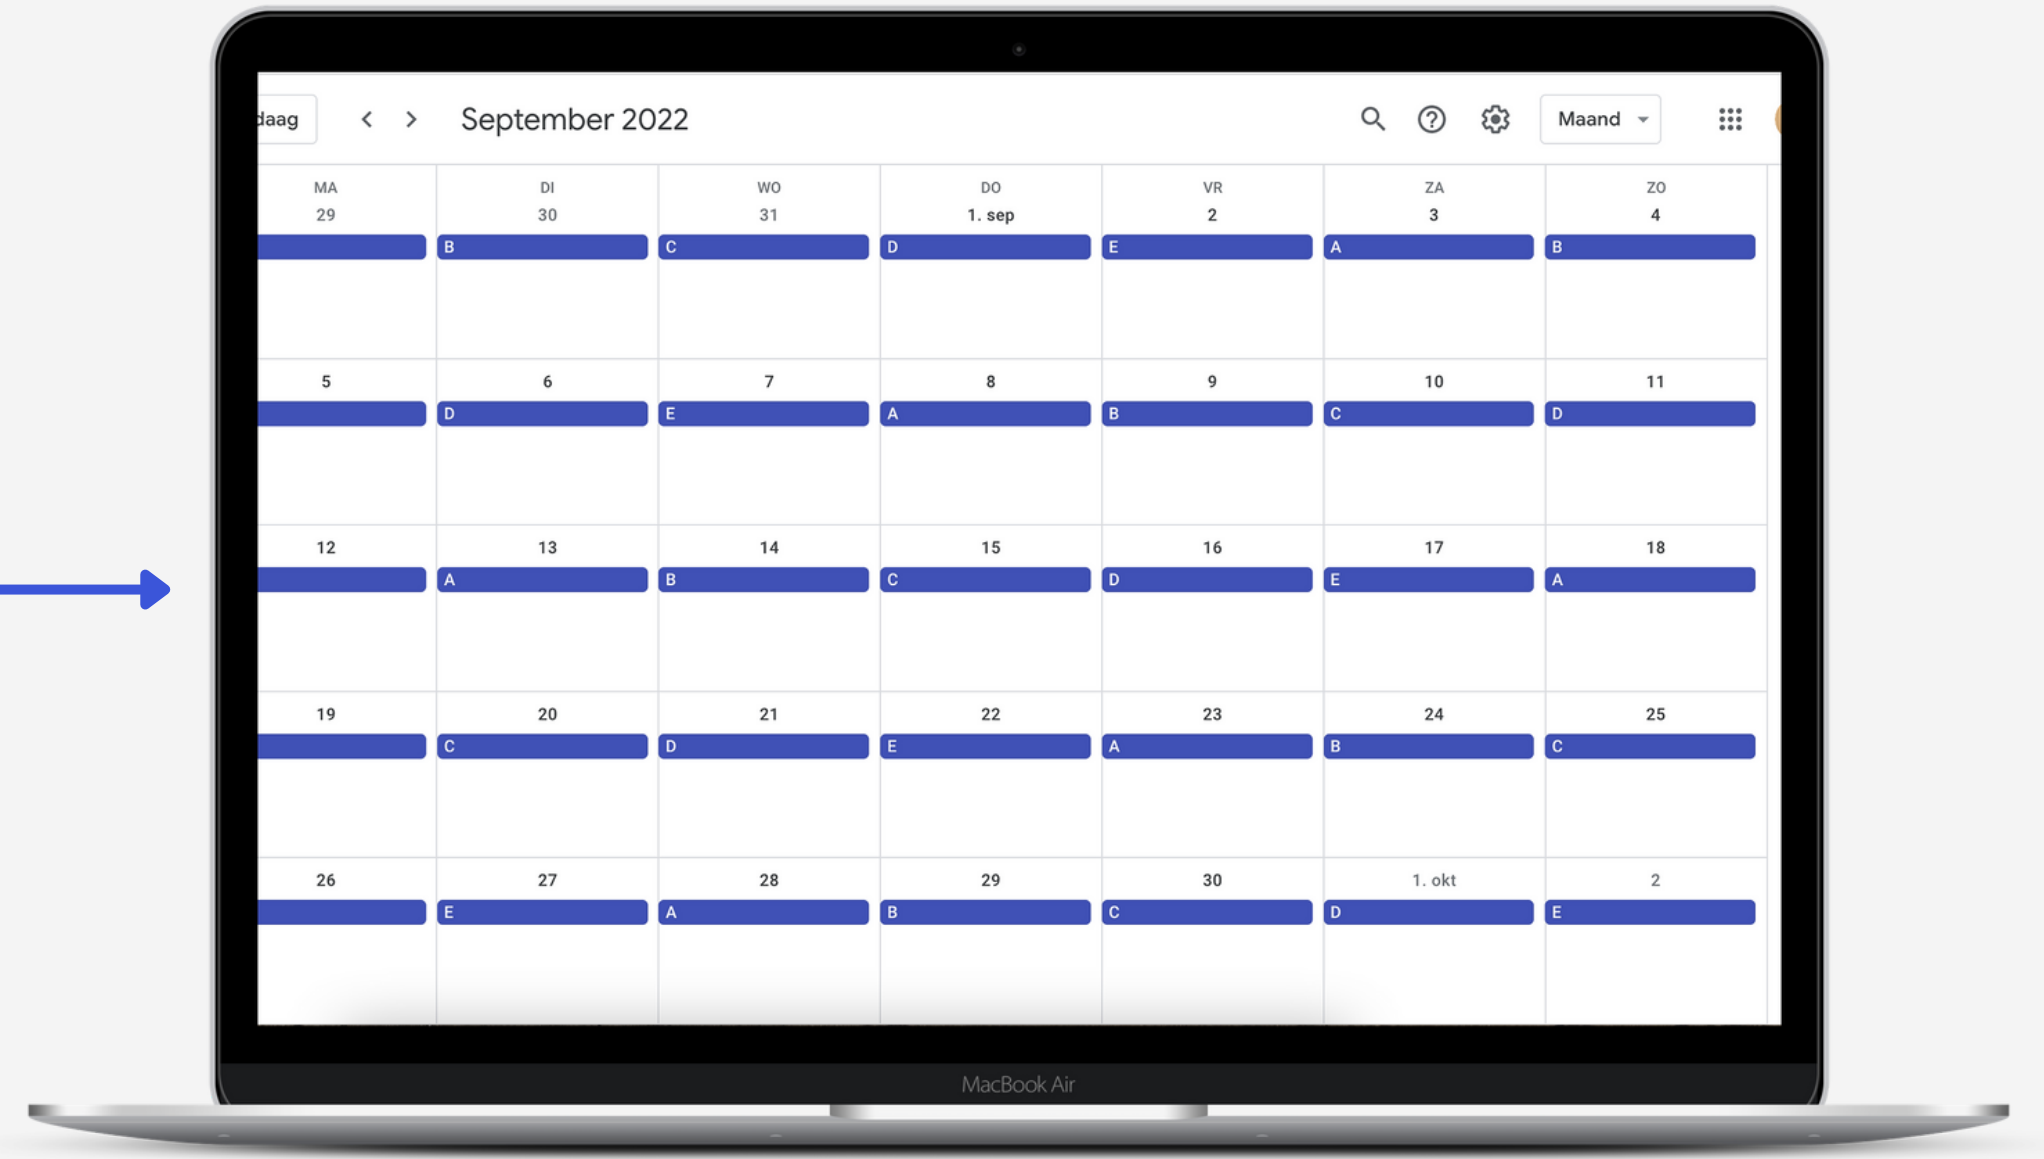 daag September 2022 Maand
MA DI WO DO VR ZA ZO
29 30 31 1. sep 2 3 4
B C D E A B
5 6 7 8 9 10 11
D E A B C D
12 13 14 15 16 17 18
A B C D E A
19 20 21 22 23 24 25
C D E A B C
26 27 28 29 30 1. okt 2
E A B C D E
MacBook Air